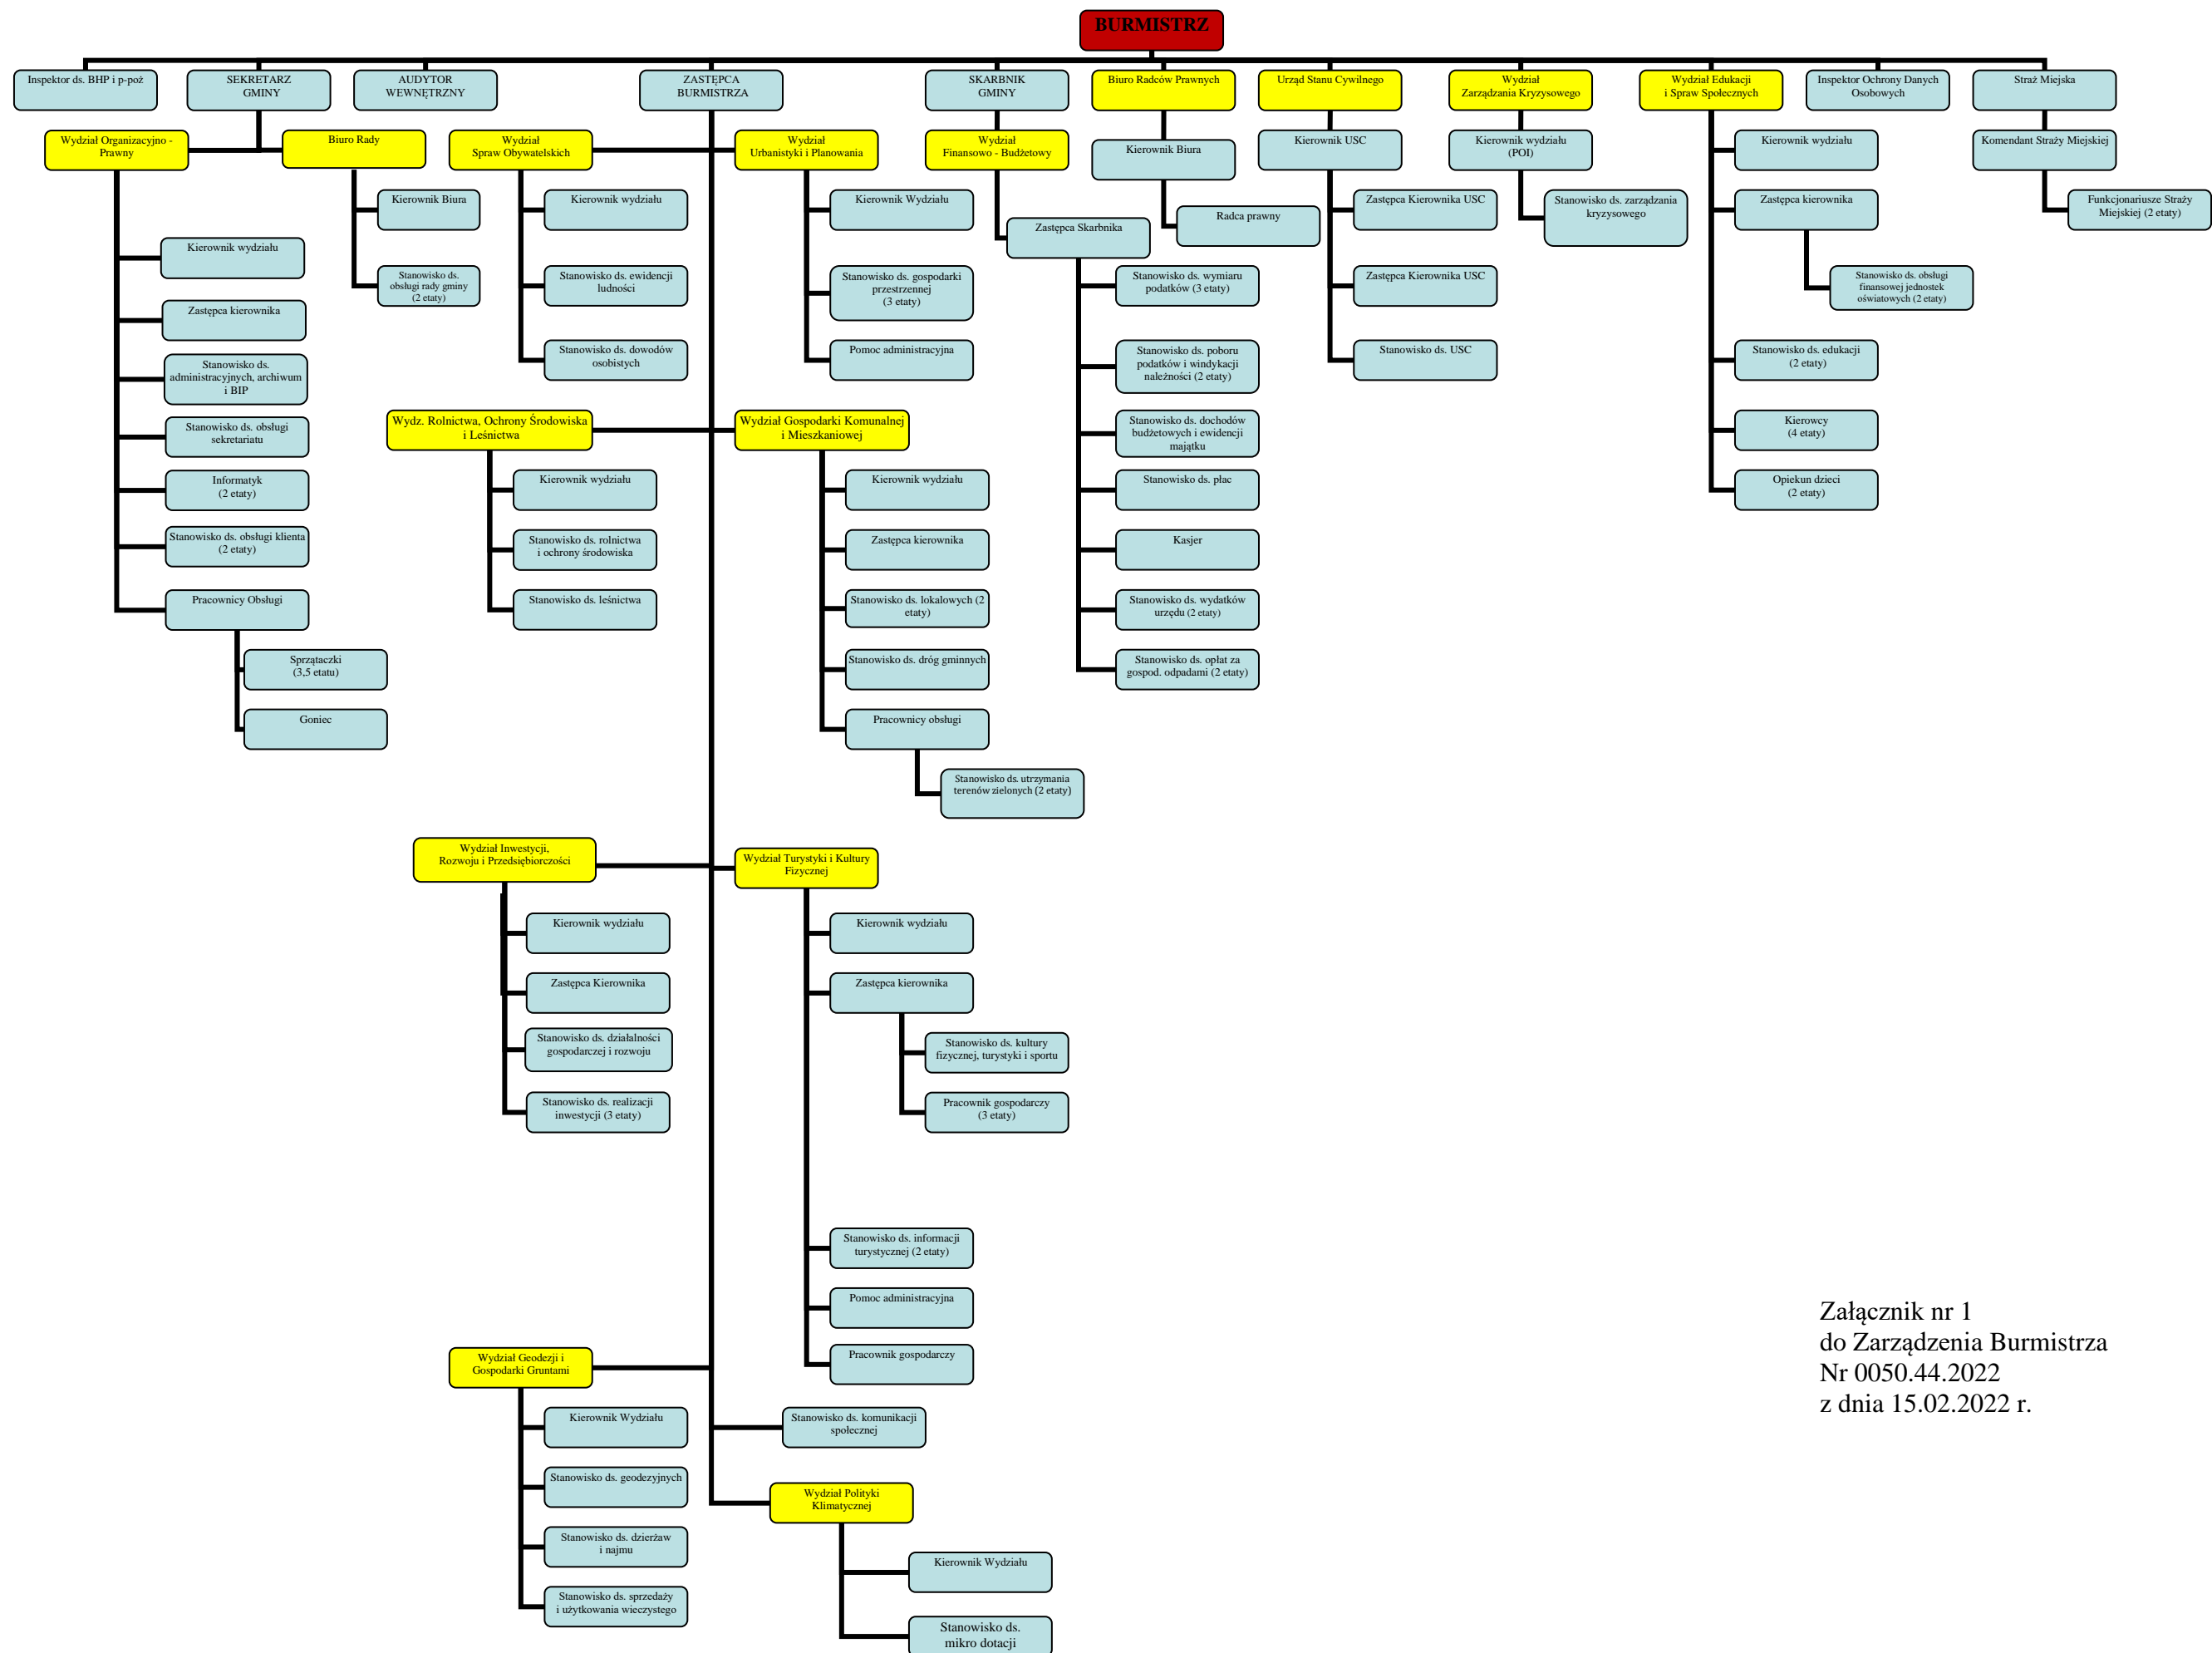 BURMISTRZ
Inspektor ds. BHP i p-poż
SEKRETARZ
GMINY
AUDYTOR
WEWNĘTRZNY
ZASTĘPCA
BURMISTRZA
SKARBNIK
GMINY
Biuro Radców Prawnych
Urząd Stanu Cywilnego
Wydział
Zarządzania Kryzysowego
Wydział Edukacji
i Spraw Społecznych
Inspektor Ochrony Danych
Osobowych
Straż Miejska
Wydział Organizacyjno -
Prawny
Kierownik wydziału
Zastępca kierownika
Stanowisko ds.
administracyjnych, archiwum
i BIP
Stanowisko ds. obsługi
sekretariatu
Informatyk
(2 etaty)
Stanowisko ds. obsługi klienta
(2 etaty)
Pracownicy Obsługi
Sprzątaczki
(3,5 etatu)
Goniec
Biuro Rady
Kierownik Biura
Stanowisko ds.
obsługi rady gminy
(2 etaty)
Wydział
Spraw Obywatelskich
Kierownik wydziału
Stanowisko ds. ewidencji
ludności
Stanowisko ds. dowodów
osobistych
Wydział
Urbanistyki i Planowania
Kierownik Wydziału
Stanowisko ds. gospodarki
przestrzennej
(3 etaty)
Pomoc administracyjna
Wydz. Rolnictwa, Ochrony Środowiska
i Leśnictwa
Kierownik wydziału
Stanowisko ds. rolnictwa
i ochrony środowiska
Stanowisko ds. leśnictwa
Wydział Gospodarki Komunalnej
i Mieszkaniowej
Kierownik wydziału
Zastępca kierownika
Stanowisko ds. lokalowych (2
etaty)
Stanowisko ds. dróg gminnych
Pracownicy obsługi
Stanowisko ds. utrzymania
terenów zielonych (2 etaty)
Wydział Inwestycji,
Rozwoju i Przedsiębiorczości
Kierownik wydziału
Zastępca Kierownika
Stanowisko ds. działalności
gospodarczej i rozwoju
Stanowisko ds. realizacji
inwestycji (3 etaty)
Wydział Turystyki i Kultury
Fizycznej
Kierownik wydziału
Zastępca kierownika
Stanowisko ds. kultury
fizycznej, turystyki i sportu
Pracownik gospodarczy
(3 etaty)
Stanowisko ds. informacji
turystycznej (2 etaty)
Pomoc administracyjna
Pracownik gospodarczy
Wydział Geodezji i
Gospodarki Gruntami
Kierownik Wydziału
Stanowisko ds. geodezyjnych
Stanowisko ds. dzierżaw
i najmu
Stanowisko ds. sprzedaży
i użytkowania wieczystego
Stanowisko ds. komunikacji
społecznej
Wydział Polityki
Klimatycznej
Kierownik Wydziału
Stanowisko ds.
mikro dotacji
Wydział
Finansowo - Budżetowy
Zastępca Skarbnika
Stanowisko ds. wymiaru
podatków (3 etaty)
Stanowisko ds. poboru
podatków i windykacji
należności (2 etaty)
Stanowisko ds. dochodów
budżetowych i ewidencji
majątku
Stanowisko ds. płac
Kasjer
Stanowisko ds. wydatków
urzędu (2 etaty)
Stanowisko ds. opłat za
gospod. odpadami (2 etaty)
Kierownik Biura
Radca prawny
Kierownik USC
Zastępca Kierownika USC
Zastępca Kierownika USC
Stanowisko ds. USC
Kierownik wydziału
(POI)
Stanowisko ds. zarządzania
kryzysowego
Kierownik wydziału
Zastępca kierownika
Stanowisko ds. obsługi
finansowej jednostek
oświatowych (2 etaty)
Stanowisko ds. edukacji
(2 etaty)
Kierowcy
(4 etaty)
Opiekun dzieci
(2 etaty)
Komendant Straży Miejskiej
Funkcjonariusze Straży
Miejskiej (2 etaty)
Załącznik nr 1
do Zarządzenia Burmistrza
Nr 0050.44.2022
z dnia 15.02.2022 r.